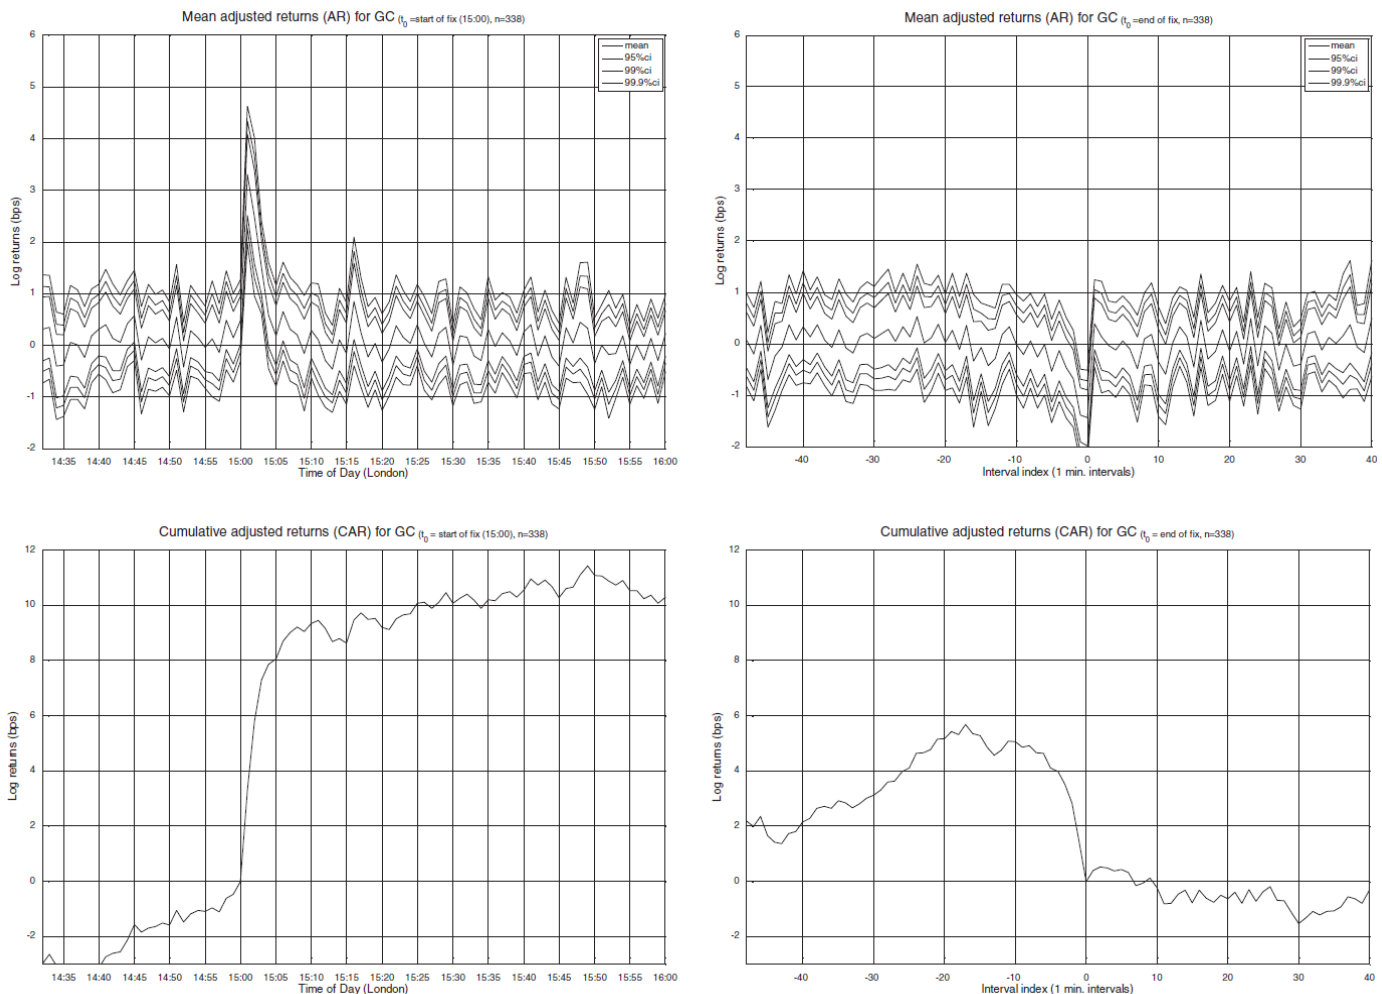 Mean adjusted returns (AR) for GC (t0 =start of fix (15:00), n=338)
6
5
4
3
2
1
0
-1
-2
Log returns (bps)
mean
95%ci
99%ci
99.9%ci
14:35 14:40 14:45 14:50 14:55 15:00 15:05 15:10 15:15 15:20 15:25 15:30 15:35 15:40 15:45 15:50 15:55 16:00
Time of Day (London)
Mean adjusted returns (AR) for GC (t0 =end of fix, n=338)
6
5
4
3
2
1
0
-1
-2
Log returns (bps)
mean
95%ci
99%ci
99.9%ci
-40 -30 -20 -10 0 10 20 30 40
Interval index (1 min. intervals)
Cumulative adjusted returns (CAR) for GC (t0 = start of fix (15:00), n=338)
12
10
8
6
4
2
0
-2
Log returns (bps)
14:35 14:40 14:45 14:50 14:55 15:00 15:05 15:10 15:15 15:20 15:25 15:30 15:35 15:40 15:45 15:50 15:55 16:00
Time of Day (London)
Cumulative adjusted returns (CAR) for GC (t0 = end of fix, n=338)
12
10
8
6
4
2
0
-2
Log returns (bps)
-40 -30 -20 -10 0 10 20 30 40
Interval index (1 min. intervals)